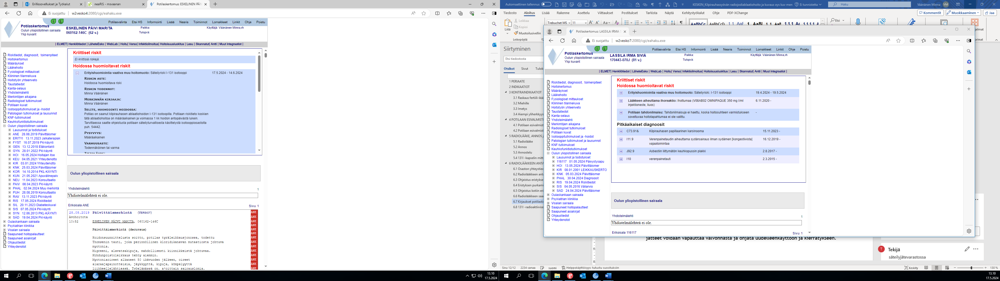 Erillissovellukset ja Työkalut
neaRIS - msvaanan
Potilaskertomus: ESKELINEN PÄIV
Ei suojattu
w2vesko4:2080/cgi/eahaku.exe
Potilaskertomus
Oulun yliopistollinen sairaala
Ykp kuvant
ESKELINEN PÄIVI MARITA
060162-146C (62 v.)
Paikka:
Tulopvä:
Käyttäjä: Väänänen Minna,rh
Potilasvalinta Etsi HS Informointi Lisää Nearis Toiminnot Lomakkeet Linkit Ohje Poistu
| ELMET| Henkilötiedot | LäheteEsko | WebLab | Hoitu| Verso| Infektioilmoitus| Hoitoisuusluokitus | Lesu | Skannatut| Antti | Muut integraatiot |
Riskitiedot, diagnoosit, toimenpiteet
Hoitokertomus
Määräykset
Lääkehoito
Fysiologiset mittaukset
Kliininen tilannekuva
Hoitotyön yhteenveto
Taustatiedot
Kanta-selaus
Yhdistelmälehti
Merkintöjen aikajana
Radiologiset tutkimukset
Potilaan kuvat
Isotooppitutkimukset ja -hoidot
Patologian tutkimukset ja lausunnot
KNF-tutkimukset
Keuhkofunktiotutkimukset
Oulun yliopistollinen sairaala
Lausunnot ja todistukset
ANE 28.08.2019 Päivittäismer
ERITYI 13.11.2023 Jalkaterapiak
FYST 16.07.2019 Pkl-käynti
GEN 13.12.2018 Etäkontakti
GYN 28.01.2022 Pkl-käynti
HOI 16.05.2024 Hoitajan itse
KEU 04.05.2021 Yhteydenotto
KIR 03.01.2024 Yhteydenotto
KNK 25.03.2024 Päivittäismer
KOR 14.10.2014 PKL-KÄYNTI
KUN 21.05.2021 Apuvälinepalv
NEU 11.04.2023 Konsultaatio
PAIV 08.04.2023 Pkl-käynti
PHAL 02.04.2024 Muu merkintä
PUH 28.08.2019 Konsultaatio
RAV 13.11.2023 Pkl-käynti
RIS 17.05.2024 Riskitiedot
SIL 20.11.2023 Diabeteskuval
SIS 07.05.2024 Pkl-käynti
SYN 12.06.2013 PKL-KÄYNTI
SÄD 19.04.2024 Pkl-käynti
Oulaskankaan sairaala
Psykiatrian klinikka
Visalan sairaala
Saapuneet hoitopalautteet
Saapuneet asiakirjat
Ohjaustiedot
Yhteydenotot
Kriittiset riskit
Ei kriittisiä riskejä.
Hoidossa huomioitavat riskit
Erityishuomiointia vaativa muu hoitomuoto: Säteilyriski I-131 isotooppi 17.5.2024 - 14.6.2024
RISKIN ASTE:
Hoidossa huomioitava riski
RISKIN TODENNUT:
Minna Väänänen
MERKINNÄN KIRJAAJA:
Minna Väänänen
SELITE, HUOMIOINTI HOIDOSSA:
Potilas on saanut kilpirauhasen ablaatiohoidon I-131 isotoopilla. Potilaan riskitieto koskien
tätä ablaatiohoitoa on määräaikainen ja voimassa 1 kk hoidon antopäivästä lukein.
Tarvittaessa saatte ohjeistusta potilaan säteilyturvallisesta käsittelystä isotooppiosastolta
puh. 54442.
PYSYVYYS:
Määräaikainen
VARMUUSASTE:
Todennäköinen tai varma
Oulun yliopistollinen sairaala
Yhdistelmälehti 1
Yhdistelmälehteä ei ole.
Erikoisala ANE Sivu 1
28.08.2019 Päivittäismerkintä (VERSIOT)
Avohoitota
10:52 ESKELINEN PÄIVI MARITA, 060162-146C
Päivittäismerkintä (decursus)
Hoidonsuunnittelusta soitto, potilas tyräleikkausjonossa, todettu
Thomsenin tauti, joka perinnöllinen kloridikanavan mutaatiosta johtuva
myotonia.
Migreeni, alavatsakipuja, mahdollisesti kiinnikkeistä johtuvaa.
Kohdunpoistoleikkaus tehty aiemmin.
Myotoniaoireet alkaneet 50 ikävuoden jälkeen, oireet
alaraajapainotteisia, jäykkyyttä, kipuja, kömpelyyttä
liikkeellelähtiessä. Työelämässä on, ajoittain sairauslomia.
ANE
13.10
17.5.2024
Automaattinen tallennus
KESKEN_Kilpirauhassyövän radiojodiablaatiohoito ja kuvaus oys kuv men
Ei tunnistettu
Haku
Väänänen Minna
VM
Tiedosto Aloitus Lisää Rakenne Asettelu Viittaukset Postitukset Tarkista Näytä Kehitystyökalut Ohje PDF-XChange
Kommentit
Muokkaaminen
Jaa
Liitä
Leikkaa
Kopioi
Muotoilusivellin
Leikepöytä
Trebuchet MS
11
Etsi
Siirtyminen
Etsi tiedostosta
Otsikot Sivut Tulok
1 PERIAATE
2 INDIKAATIOT
3 KONTRAINDIKAATIOT
3.1 Raskaus fertiili-ikäi
3.2 Miehille
3.3 Imetys
3.4 Aiempi yliherkkyys
4 POTILAAN ESIVALMISTE
4.1 Potilaan esivalmist
4.2 Potilaan esivalmist
5 RADIOLÄÄKE, ANNOS j
5.1 Radiolääke
5.2 Annos
5.3 Annostelu
5.4 131I -kapselin mitt
6 RADIOLÄÄKKEEN ANTA
6.1 Osaston yhteystied
6.2 Radiolääkkeen anta
6.3 Ohjeistus eristykse
6.4 Eristyksen purkami
6.5 Ohjeistus kotiin eri
6.6 Radiolääkkeen saa
6.7 Kirjaukset potilastie
6.8 131I -radioaktiivise
Potilaskertomus: LASSILA IRMA S
Ei suojattu
w2vesko7:2080/cgi/eahaku.exe
Potilaskertomus
Oulun yliopistollinen sairaala
Ykp kuvant
LASSILA IRMA SIVIÄ
170443-070J (81 v.)
Paikka:
Tulopvä:
Käyttäjä: Väänänen Minna,rh
Potilasvalinta Etsi HS Informointi Lisää Nearis Toiminnot Lomakkeet Linkit Ohje Poistu
| ELMET| Henkilötiedot | LäheteEsko | WebLab | Hoitu| Verso| Infektioilmoitus| Hoitoisuusluokitus | Lesu | Skannatut| Antti | Muut integraatiot |
Riskitiedot, diagnoosit, toimenpiteet
Hoitokertomus
Määräykset
Lääkehoito
Fysiologiset mittaukset
Kliininen tilannekuva
Hoitotyön yhteenveto
Taustatiedot
Kanta-selaus
Yhdistelmälehti
Merkintöjen aikajana
Radiologiset tutkimukset
Potilaan kuvat
Isotooppitutkimukset ja -hoidot
Patologian tutkimukset ja lausunnot
KNF-tutkimukset
Keuhkofunktiotutkimukset
Oulun yliopistollinen sairaala
Lausunnot ja todistukset
116117 01.05.2024 Päivystysapu
HOI 13.05.2024 Päivittäismer
KIR 08.01.2001 LEIKKAUSKERTO
KNK 05.03.2024 Päivittäismer
PHAL 30.04.2024 Diagnoosit
RIS 19.04.2024 Riskitiedot
SIS 04.05.2016 Väliarvio
SÄD 24.04.2024 Päivittäismer
Oulaskankaan sairaala
Psykiatrian klinikka
Visalan sairaala
Saapuneet hoitopalautteet
Saapuneet asiakirjat
Ohjaustiedot
Yhteydenotot
Kriittiset riskit
Hoidossa huomioitavat riskit
Erityishuomiointia vaativa muu hoitomuoto: Säteilyriski. I-131 isotooppi 19.4.2024 - 19.5.2024
Lääkkeen aiheuttama ihoreaktio: Ihottumaa (V08AB02 OMNIPAQUE 350 mg I/ml 6.11.2020 -
injektioneste, liuos)
Potilaan tahdonilmaisu: Tahdonilmaisuja ei haettu, koska hoitosuhteen varmistukseen -
soveltuvaa hoitotapahtumaa ei ole valittu.
Pitkäaikaiset diagnoosit
C73.91& Kilpirauhasen papillaarinen karsinooma 15.11.2023 -
I11.9 Verenpainetaudin aiheuttama sydänsairaus ilman sydämen [kongestiivista] 16.12.2019 -
vajaatoimintaa
J92.9 Asbestiin liittymätön keuhkopussin plakki 2.8.2017 -
I10 verenpainetauti 2.3.2015 -
Oulun yliopistollinen sairaala
Yhdistelmälehti 1
Yhdistelmälehteä ei ole.
Erikoisala 116117 Sivu 1
jätteet voidaan vapauttaa valvonnasta ja ohjata uudelleenkäyttöön ja kierrätykseen.
T
Tekijä
säteilyjätevarastossa
Sivu 12/12 2234 sanaa suomi Helppokäyttöisyys: tutustu suosituksiin
Keskity
130 %
13.10
17.5.2024